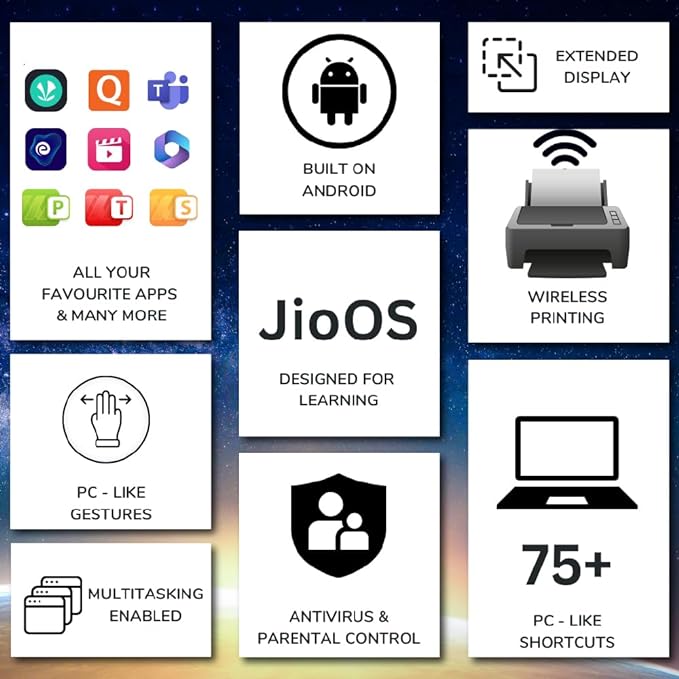 Q
T
e
P
T
S
ALL YOUR
FAVOURITE APPS
& MANY MORE
BUILT ON
ANDROID
EXTENDED
DISPLAY
WIRELESS
PRINTING
JioOS
DESIGNED FOR
LEARNING
PC - LIKE
GESTURES
MULTITASKING
ENABLED
ANTIVIRUS &
PARENTAL CONTROL
75+
PC - LIKE
SHORTCUTS